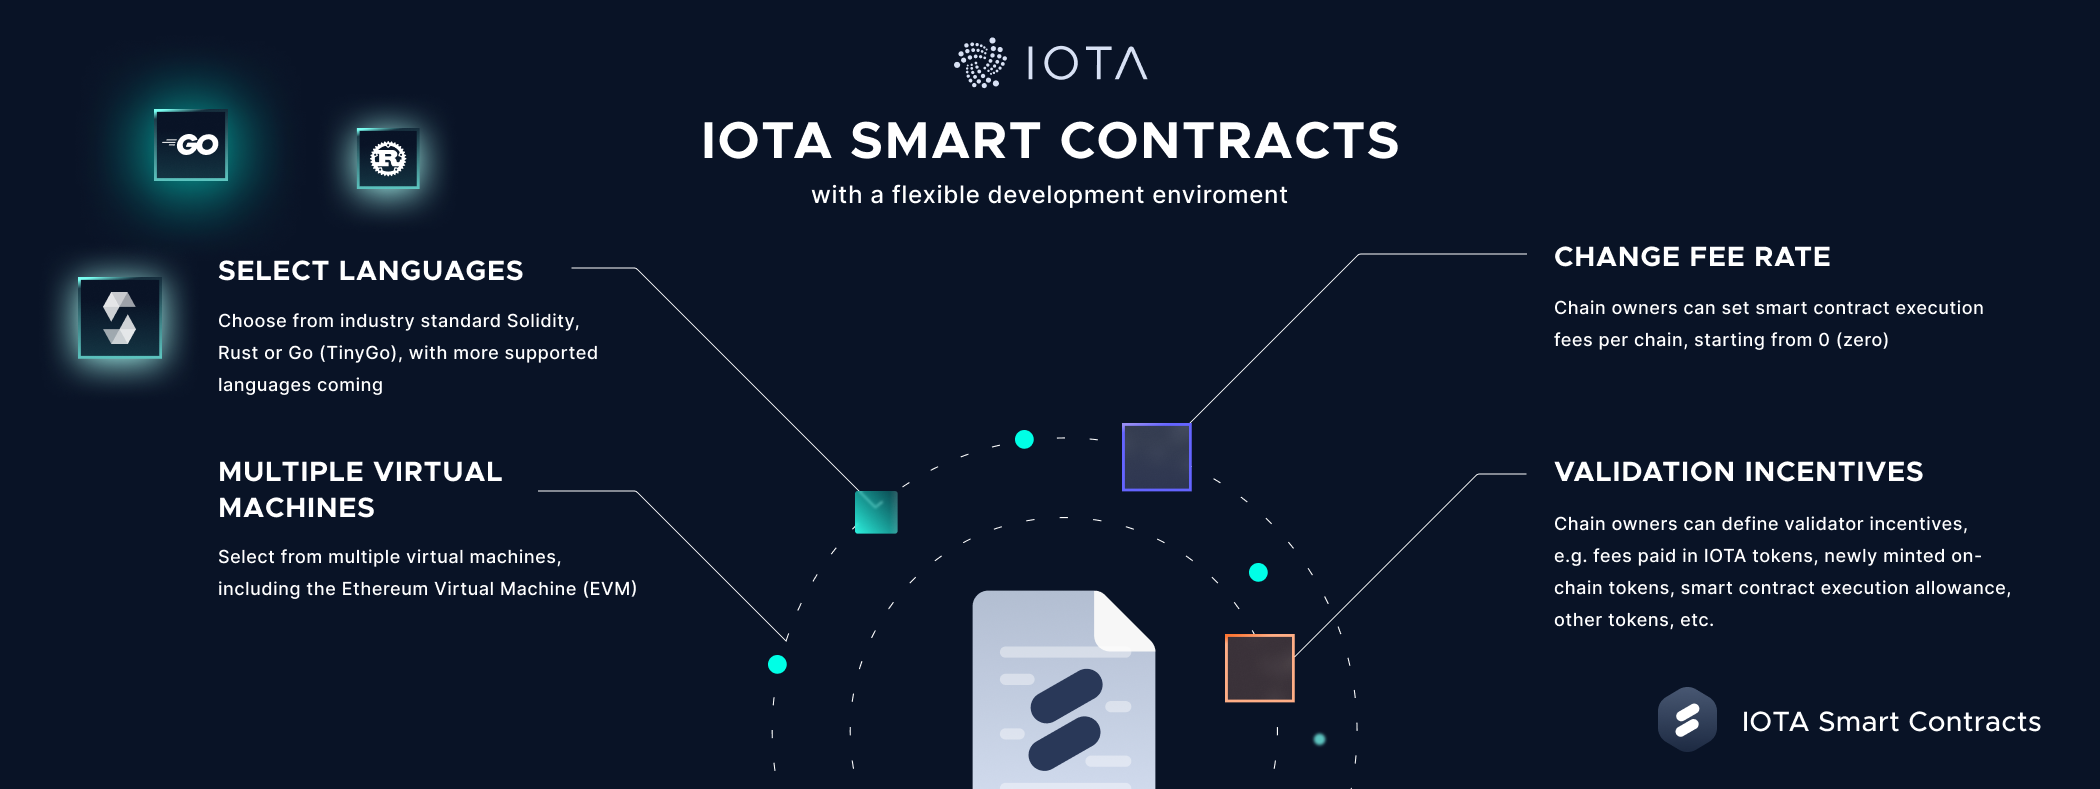 IOTA
IOTA SMART CONTRACTS
with a flexible development enviroment
GO
R
SELECT LANGUAGES
Choose from industry standard Solidity,
Rust or Go (TinyGo), with more supported
languages coming
MULTIPLE VIRTUAL
MACHINES
Select from multiple virtual machines,
including the Ethereum Virtual Machine (EVM)
CHANGE FEE RATE
Chain owners can set smart contract execution
fees per chain, starting from 0 (zero)
VALIDATION INCENTIVES
Chain owners can define validator incentives,
e.g. fees paid in IOTA tokens, newly minted on-
chain tokens, smart contract execution allowance,
other tokens, etc.
IOTA Smart Contracts